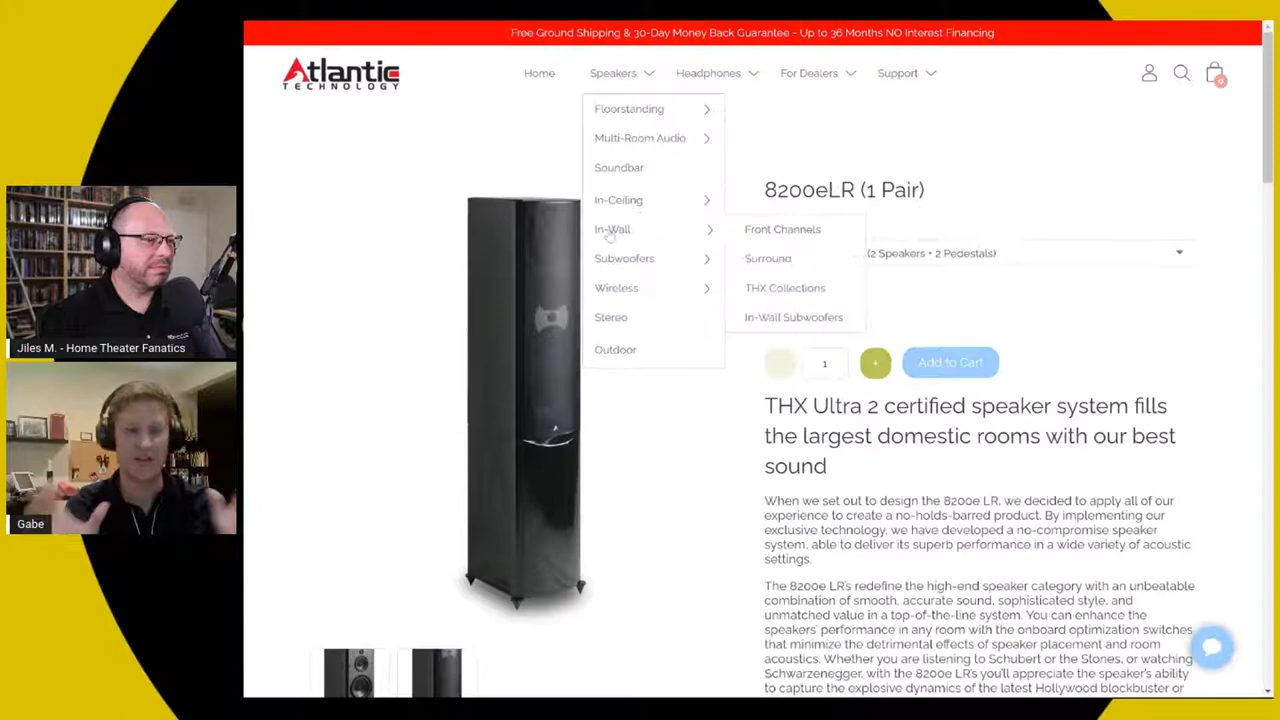 Free Ground Shipping & 30-Day Money Back Guarantee - Up to 36 Months NO Interest Financing
Atlantic
TECHNOLOGY
Home
Speakers
Headphones
For Dealers
Support
0
Floorstanding
Multi-Room Audio
Soundbar
In-Ceiling
In-Wall
Subwoofers
Wireless
Stereo
Outdoor
Front Channels
Surround
THX Collections
In-Wall Subwoofers
8200eLR (1 Pair)
(2 Speakers + 2 Pedestals)
1
+
Add to Cart
THX Ultra 2 certified speaker system fills
the largest domestic rooms with our best
sound
When we set out to design the 8200e LR, we decided to apply all of our
experience to create a no-holds-barred product. By implementing our
exclusive technology, we have developed a no-compromise speaker
system, able to deliver its superb performance in a wide variety of acoustic
settings.
The 8200e LR's redefine the high-end speaker category with an unbeatable
combination of smooth, accurate sound, sophisticated style, and
unmatched value in a top-of-the-line system. You can enhance the
speakers' performance in any room with the onboard optimization switches
that minimize the detrimental effects of speaker placement and room
acoustics. Whether you are listening to Schubert or the Stones, or watching
Schwarzenegger, with the 8200e LR's you'll appreciate the speaker's ability
to capture the explosive dynamics of the latest Hollywood blockbuster or
Jiles M. - Home Theater Fanatics
Gabe